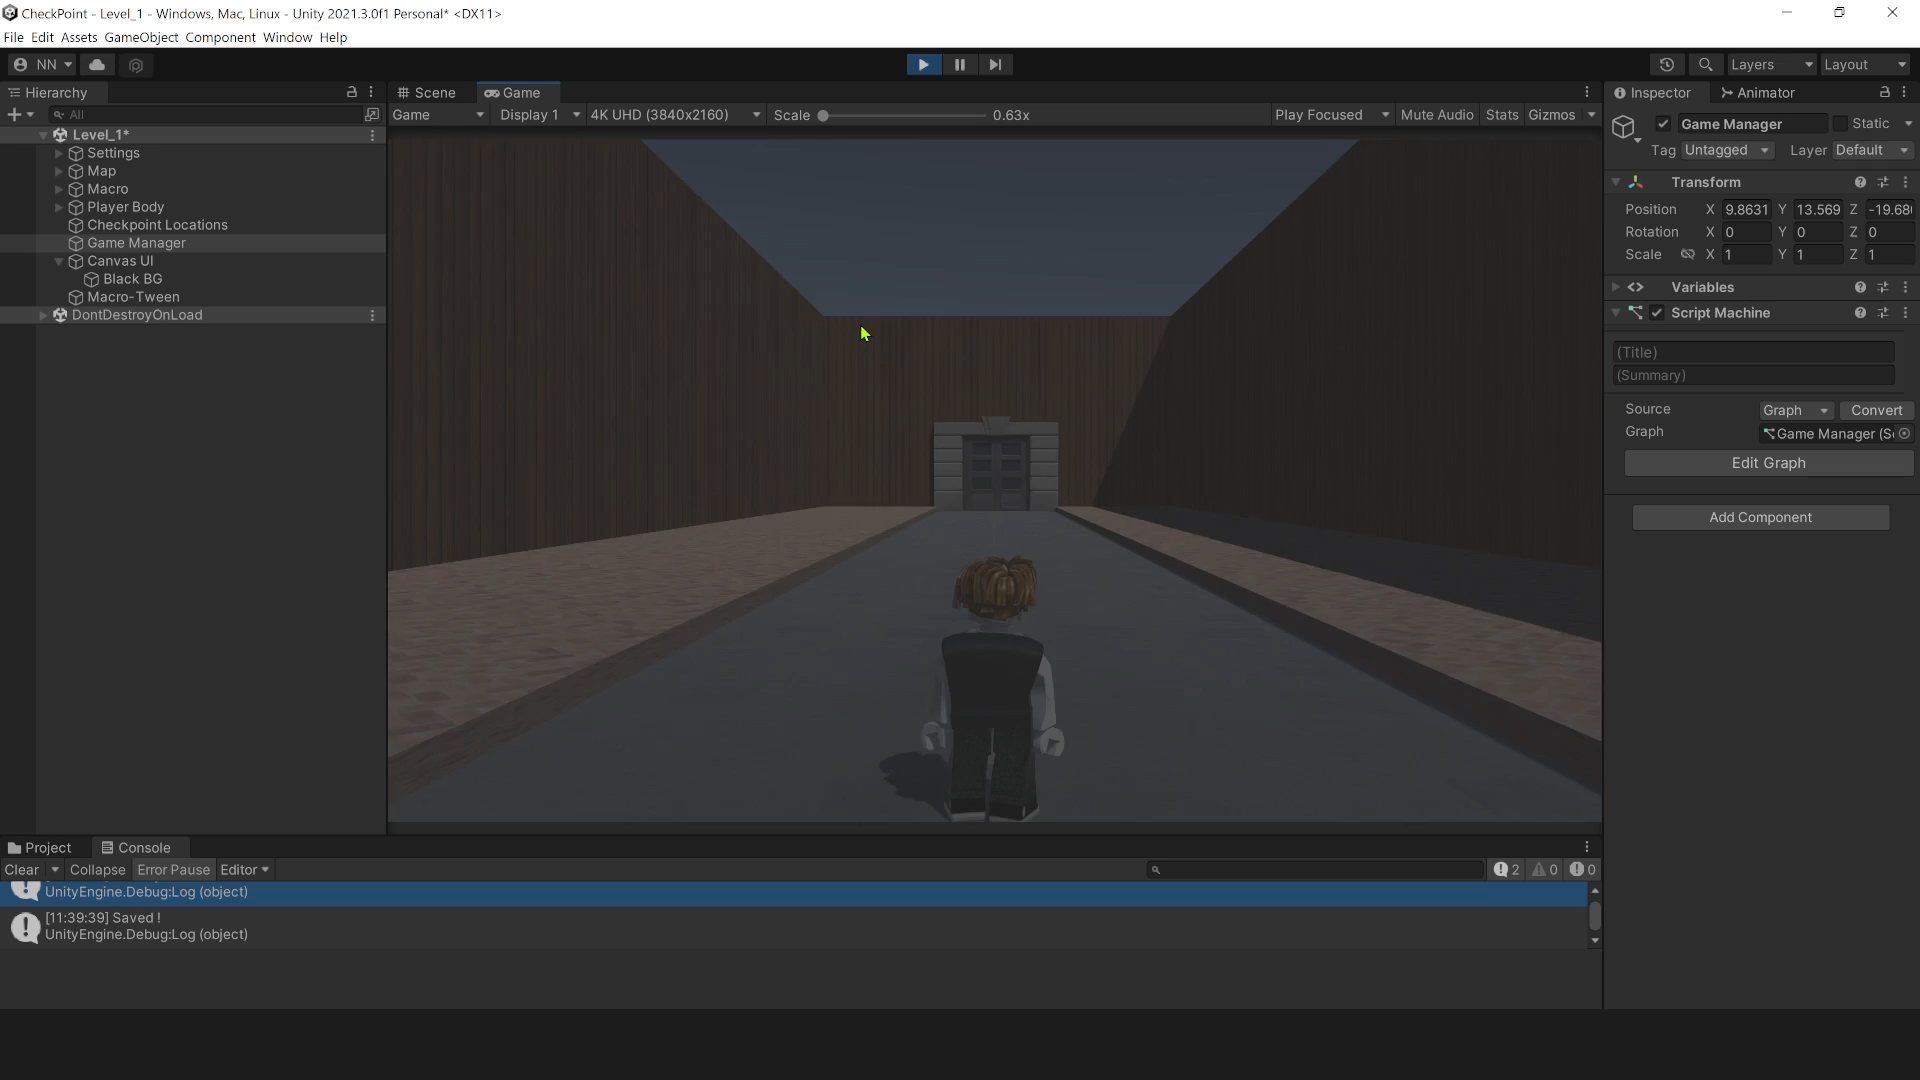 CheckPoint - Level_1 - Windows, Mac, Linux - Unity 2021.3.0f1 Personal* <DX11>
File Edit Assets GameObject Component Window Help
NN
Layers
Layout
Hierarchy
Scene
Game
Inspector
Animator
All
Game
Display 1
4K UHD (3840x2160)
Scale
0.63x
Play Focused
Mute Audio
Stats
Gizmos
Level_1*
Settings
Map
Macro
Player Body
Checkpoint Locations
Game Manager
Canvas UI
Black BG
Macro-Tween
DontDestroyOnLoad
Game Manager
Static
Tag Untagged
Layer Default
Transform
Position X 9.8631 Y 13.569 Z -19.68
Rotation X 0 Y 0 Z 0
Scale X 1 Y 1 Z 1
Variables
Script Machine
(Title)
(Summary)
Source Graph Convert
Graph Game Manager (S
Edit Graph
Add Component
Project
Console
Clear
Collapse
Error Pause
Editor
2
0
0
UnityEngine.Debug:Log (object)
[11:39:39] Saved !
UnityEngine.Debug:Log (object)